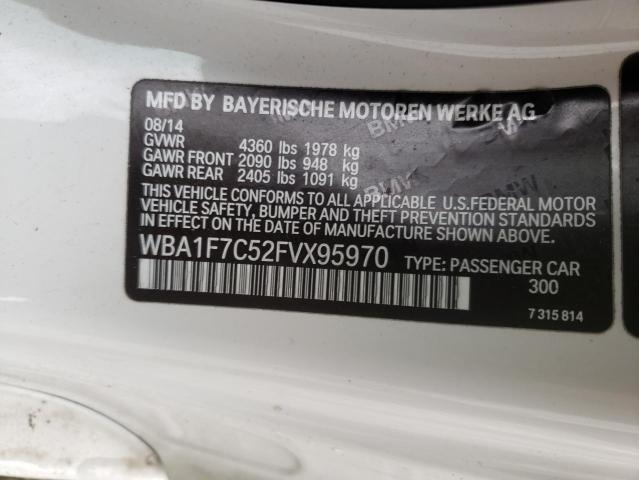 MFD BY BAYERISCHE MOTOREN WERKE AG
08/14
GVWR 4360 lbs 1978 kg
GAWR FRONT 2090 lbs 948 kg
GAWR REAR 2405 lbs 1091 kg
THIS VEHICLE CONFORMS TO ALL APPLICABLE U.S.FEDERAL MOTOR
VEHICLE SAFETY, BUMPER AND THEFT PREVENTION STANDARDS
IN EFFECT ON THE DATE OF MANUFACTURE SHOWN ABOVE.
WBA1F7C52FVX95970 TYPE: PASSENGER CAR
300
7 315 814
BMW
BMW
BMW